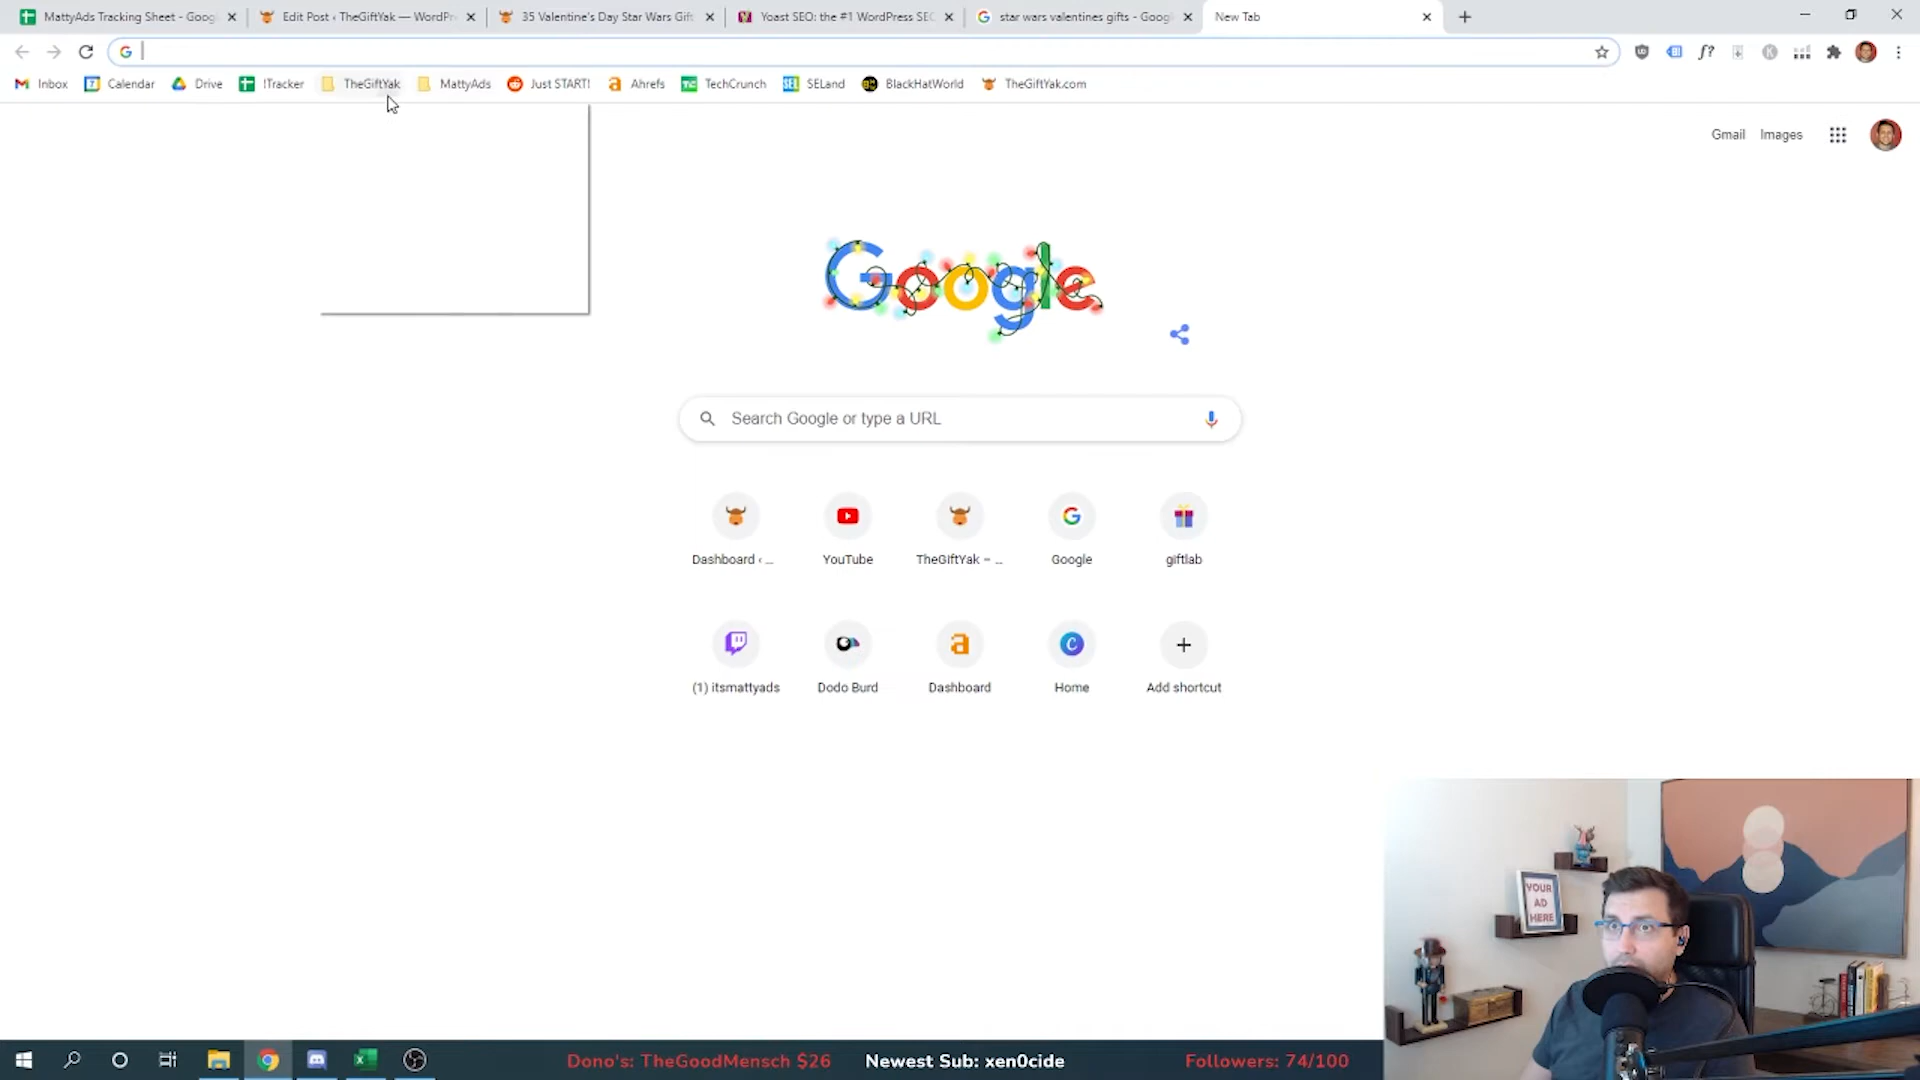 MattyAds Tracking Sheet - Goog
Edit Post ‹ TheGiftYak — WordPr
35 Valentine's Day Star Wars Gift
Yoast SEO: the #1 WordPress SEO
star wars valentines gifts - Goog
New Tab
Inbox
Calendar
Drive
!Tracker
TheGiftYak
MattyAds
Just START!
Ahrefs
TechCrunch
SELand
BlackHatWorld
TheGiftYak.com
Gmail
Images
Google
Search Google or type a URL
Dashboard ‹ ...
YouTube
TheGiftYak – ...
Google
giftlab
(1) itsmattyads
Dodo Burd
Dashboard
Home
Add shortcut
YOUR
AD
HERE
Dono's: TheGoodMensch $26
Newest Sub: xen0cide
Followers: 74/100